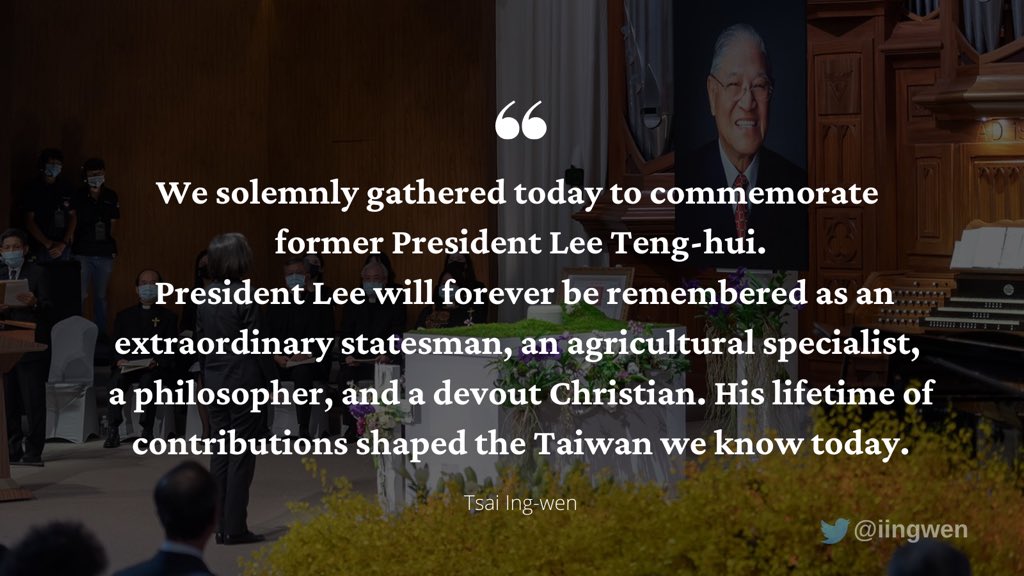 “
We solemnly gathered today to commemorate
former President Lee Teng-hui.
President Lee will forever be remembered as an
extraordinary statesman, an agricultural specialist,
a philosopher, and a devout Christian. His lifetime of
contributions shaped the Taiwan we know today.
Tsai Ing-wen
@iingwen